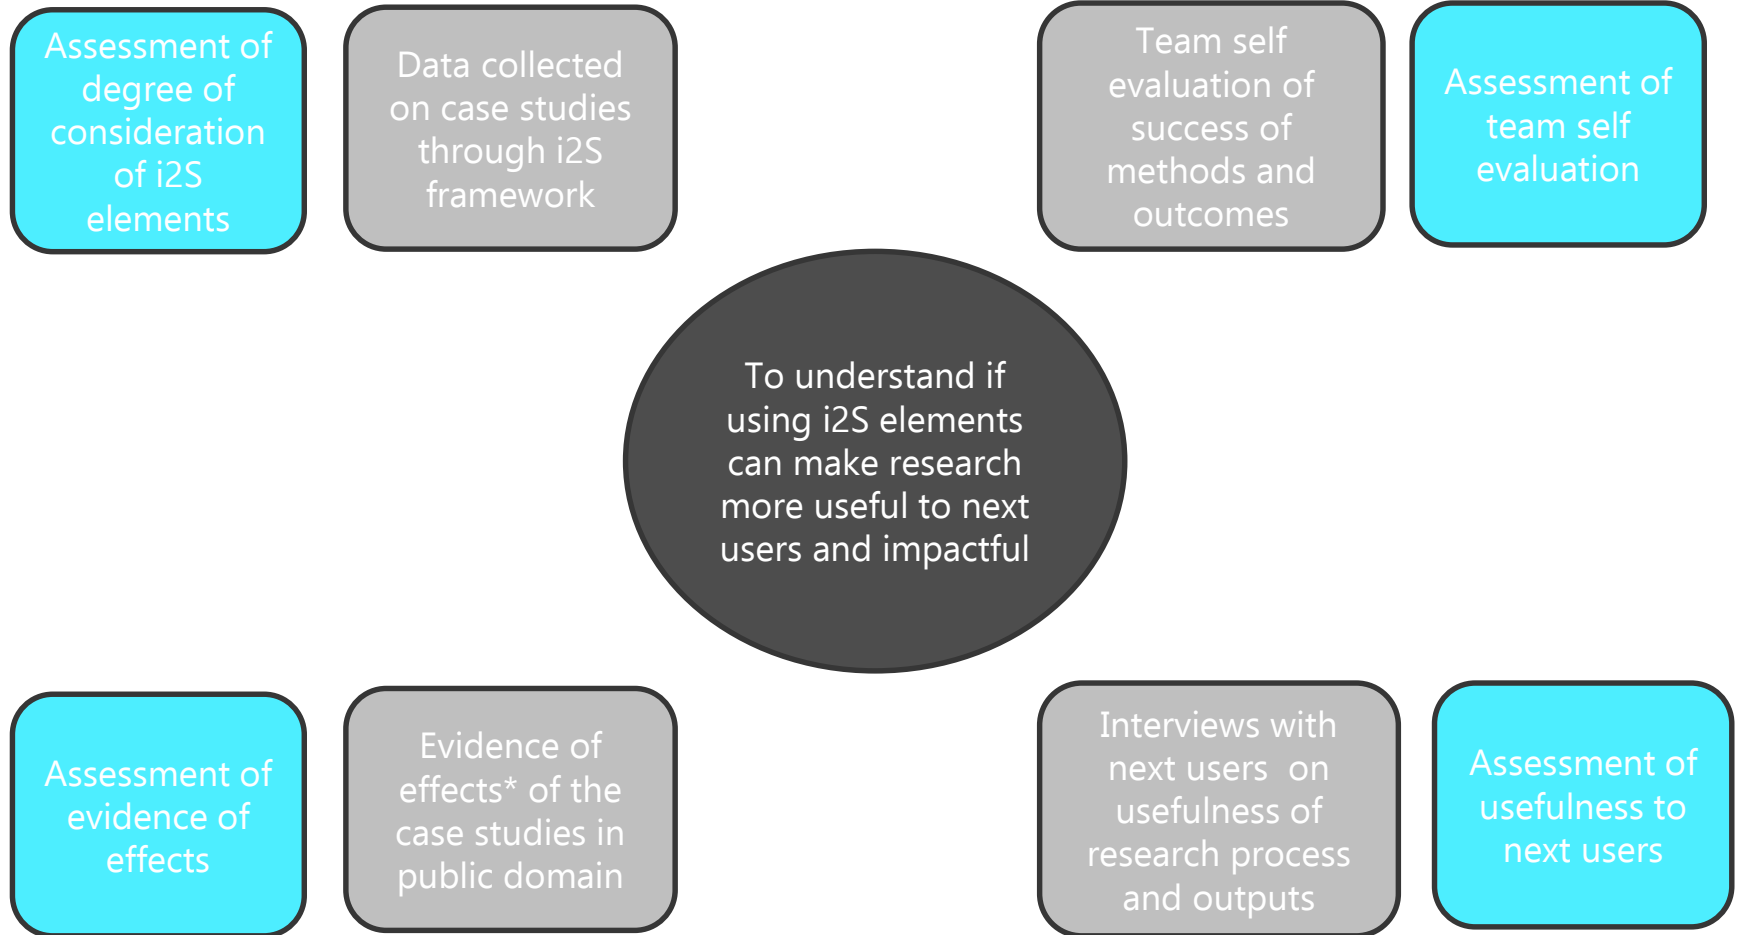 Assessment of
degree of
consideration
of i2S
elements
Data collected
on case studies
through i2S
framework
Team self
evaluation of
success of
methods and
outcomes
Assessment of
team self
evaluation
To understand if
using i2S elements
can make research
more useful to next
users and impactful
Assessment of
evidence of
effects
Evidence of
effects* of the
case studies in
public domain
Interviews with
next users  on
usefulness of
research process
and outputs
Assessment of
usefulness to
next users